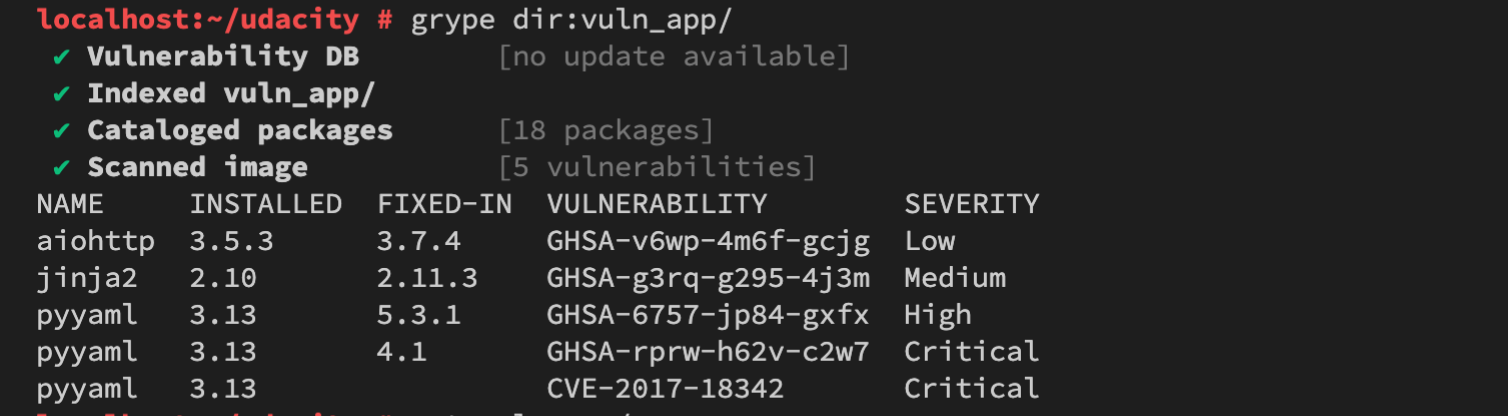 localhost:~/udacity # grype dir:vuln_app/
✔ Vulnerability DB [no update available]
✔ Indexed vuln_app/
✔ Cataloged packages [18 packages]
✔ Scanned image [5 vulnerabilities]
NAME INSTALLED FIXED-IN VULNERABILITY SEVERITY
aiohttp 3.5.3 3.7.4 GHSA-v6wp-4m6f-gcjg Low
jinja2 2.10 2.11.3 GHSA-g3rq-g295-4j3m Medium
pyyaml 3.13 5.3.1 GHSA-6757-jp84-gxfx High
pyyaml 3.13 4.1 GHSA-rprw-h62v-c2w7 Critical
pyyaml 3.13 CVE-2017-18342 Critical